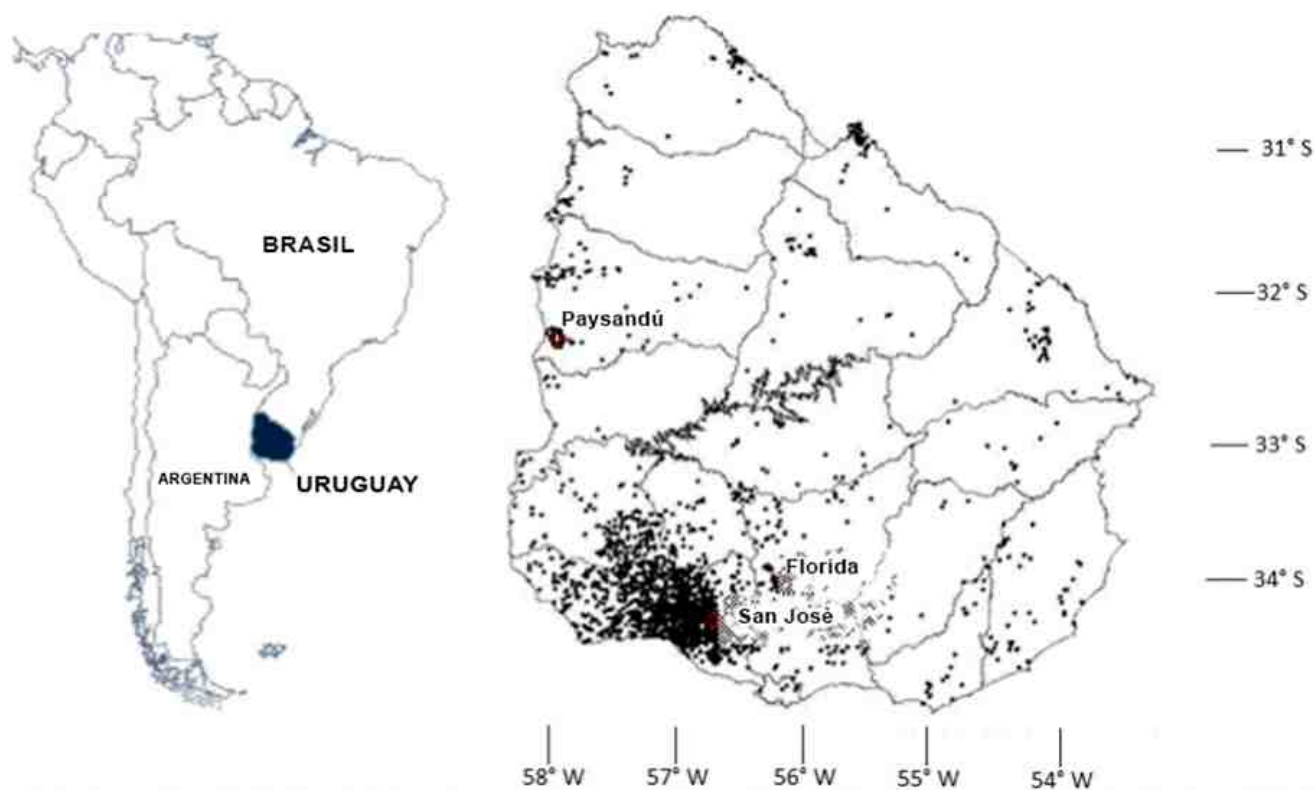 BRASIL
ARGENTINA
URUGUAY
Paysandú
Florida
San José
31° S
32° S
33° S
34° S
58° W
57° W
56° W
55° W
54° W